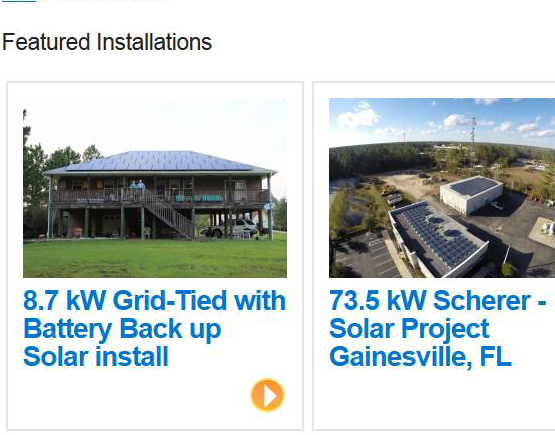 Featured Installations
8.7 kW Grid-Tied with
Battery Back up
Solar install
73.5 kW Scherer -
Solar Project
Gainesville, FL